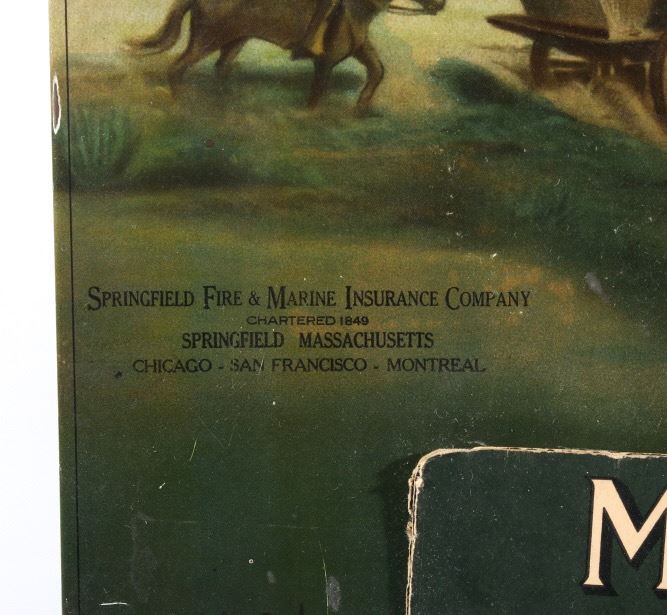 Springfield Fire & Marine Insurance Company
CHARTERED 1849
SPRINGFIELD MASSACHUSETTS
CHICAGO - SAN FRANCISCO - MONTREAL
M